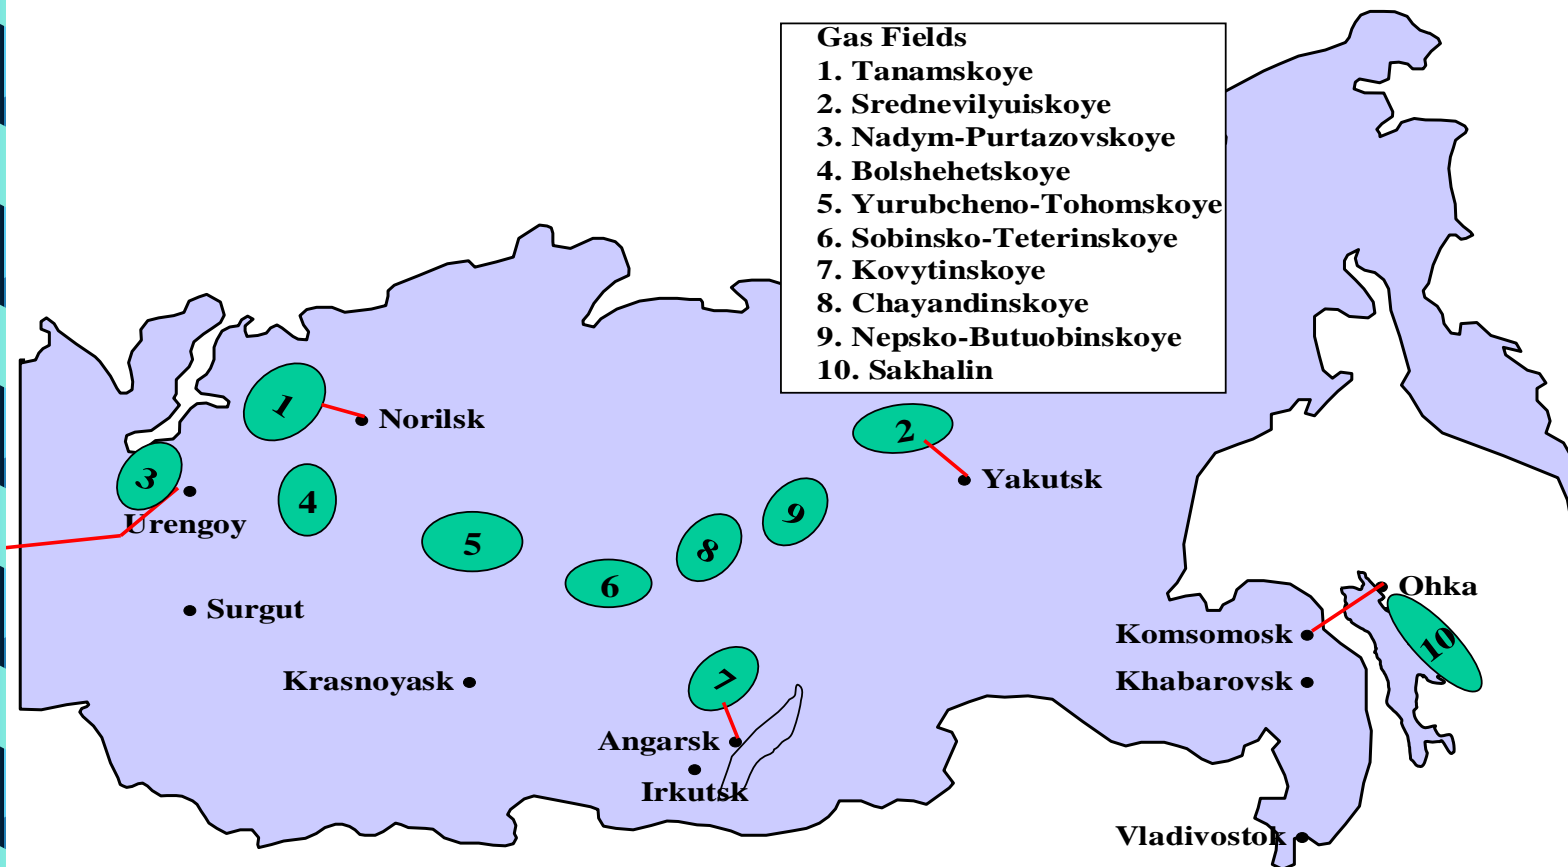 Gas Fields
1. Tanamskoye
2. Srednevilyuiskoye
3. Nadym-Purtazovskoye
4. Bolshehetskoye
5. Yurubcheno-Tohomskoye
6. Sobinsko-Teterinskoye
7. Kovytinskoye
8. Chayandinskoye
9. Nepsko-Butuobinskoye
10. Sakhalin
1
Norilsk
2
3
Yakutsk
4
Urengoy
9
5
8
6
Ohka
Surgut
Komsomosk
10
Krasnoyask
7
Khabarovsk
Angarsk
Irkutsk
Vladivostok